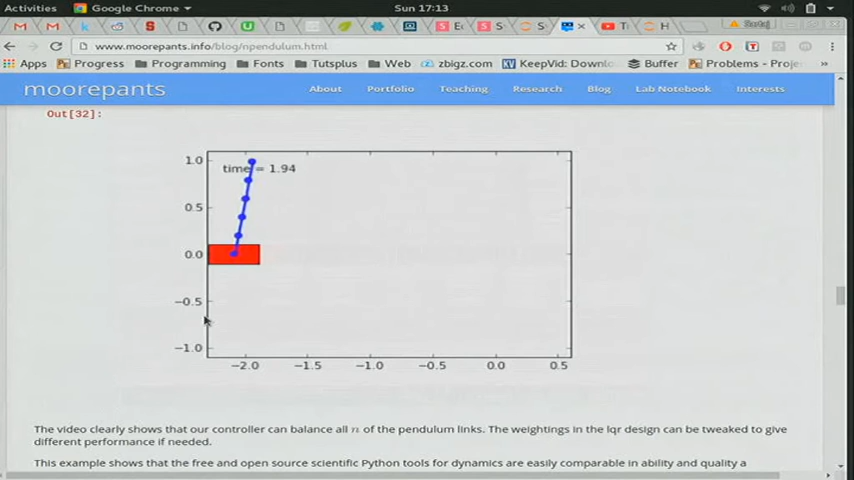 Activities Google Chrome Sun 17:13
www.moorepants.info/blog/npendulum.html
Apps Progress Programming Fonts Tutsplus Web zbigz.com KeepVid: Downlo Buffer Problems - Proje
moorepants About Portfolio Teaching Research Blog Lab Notebook Interests
Out[32]:
time = 1.94
1.0
0.5
0.0
−0.5
−1.0
−2.0 −1.5 −1.0 −0.5 0.0 0.5
The video clearly shows that our controller can balance all n of the pendulum links. The weightings in the lqr design can be tweaked to give
different performance if needed.
This example shows that the free and open source scientific Python tools for dynamics are easily comparable in ability and quality a